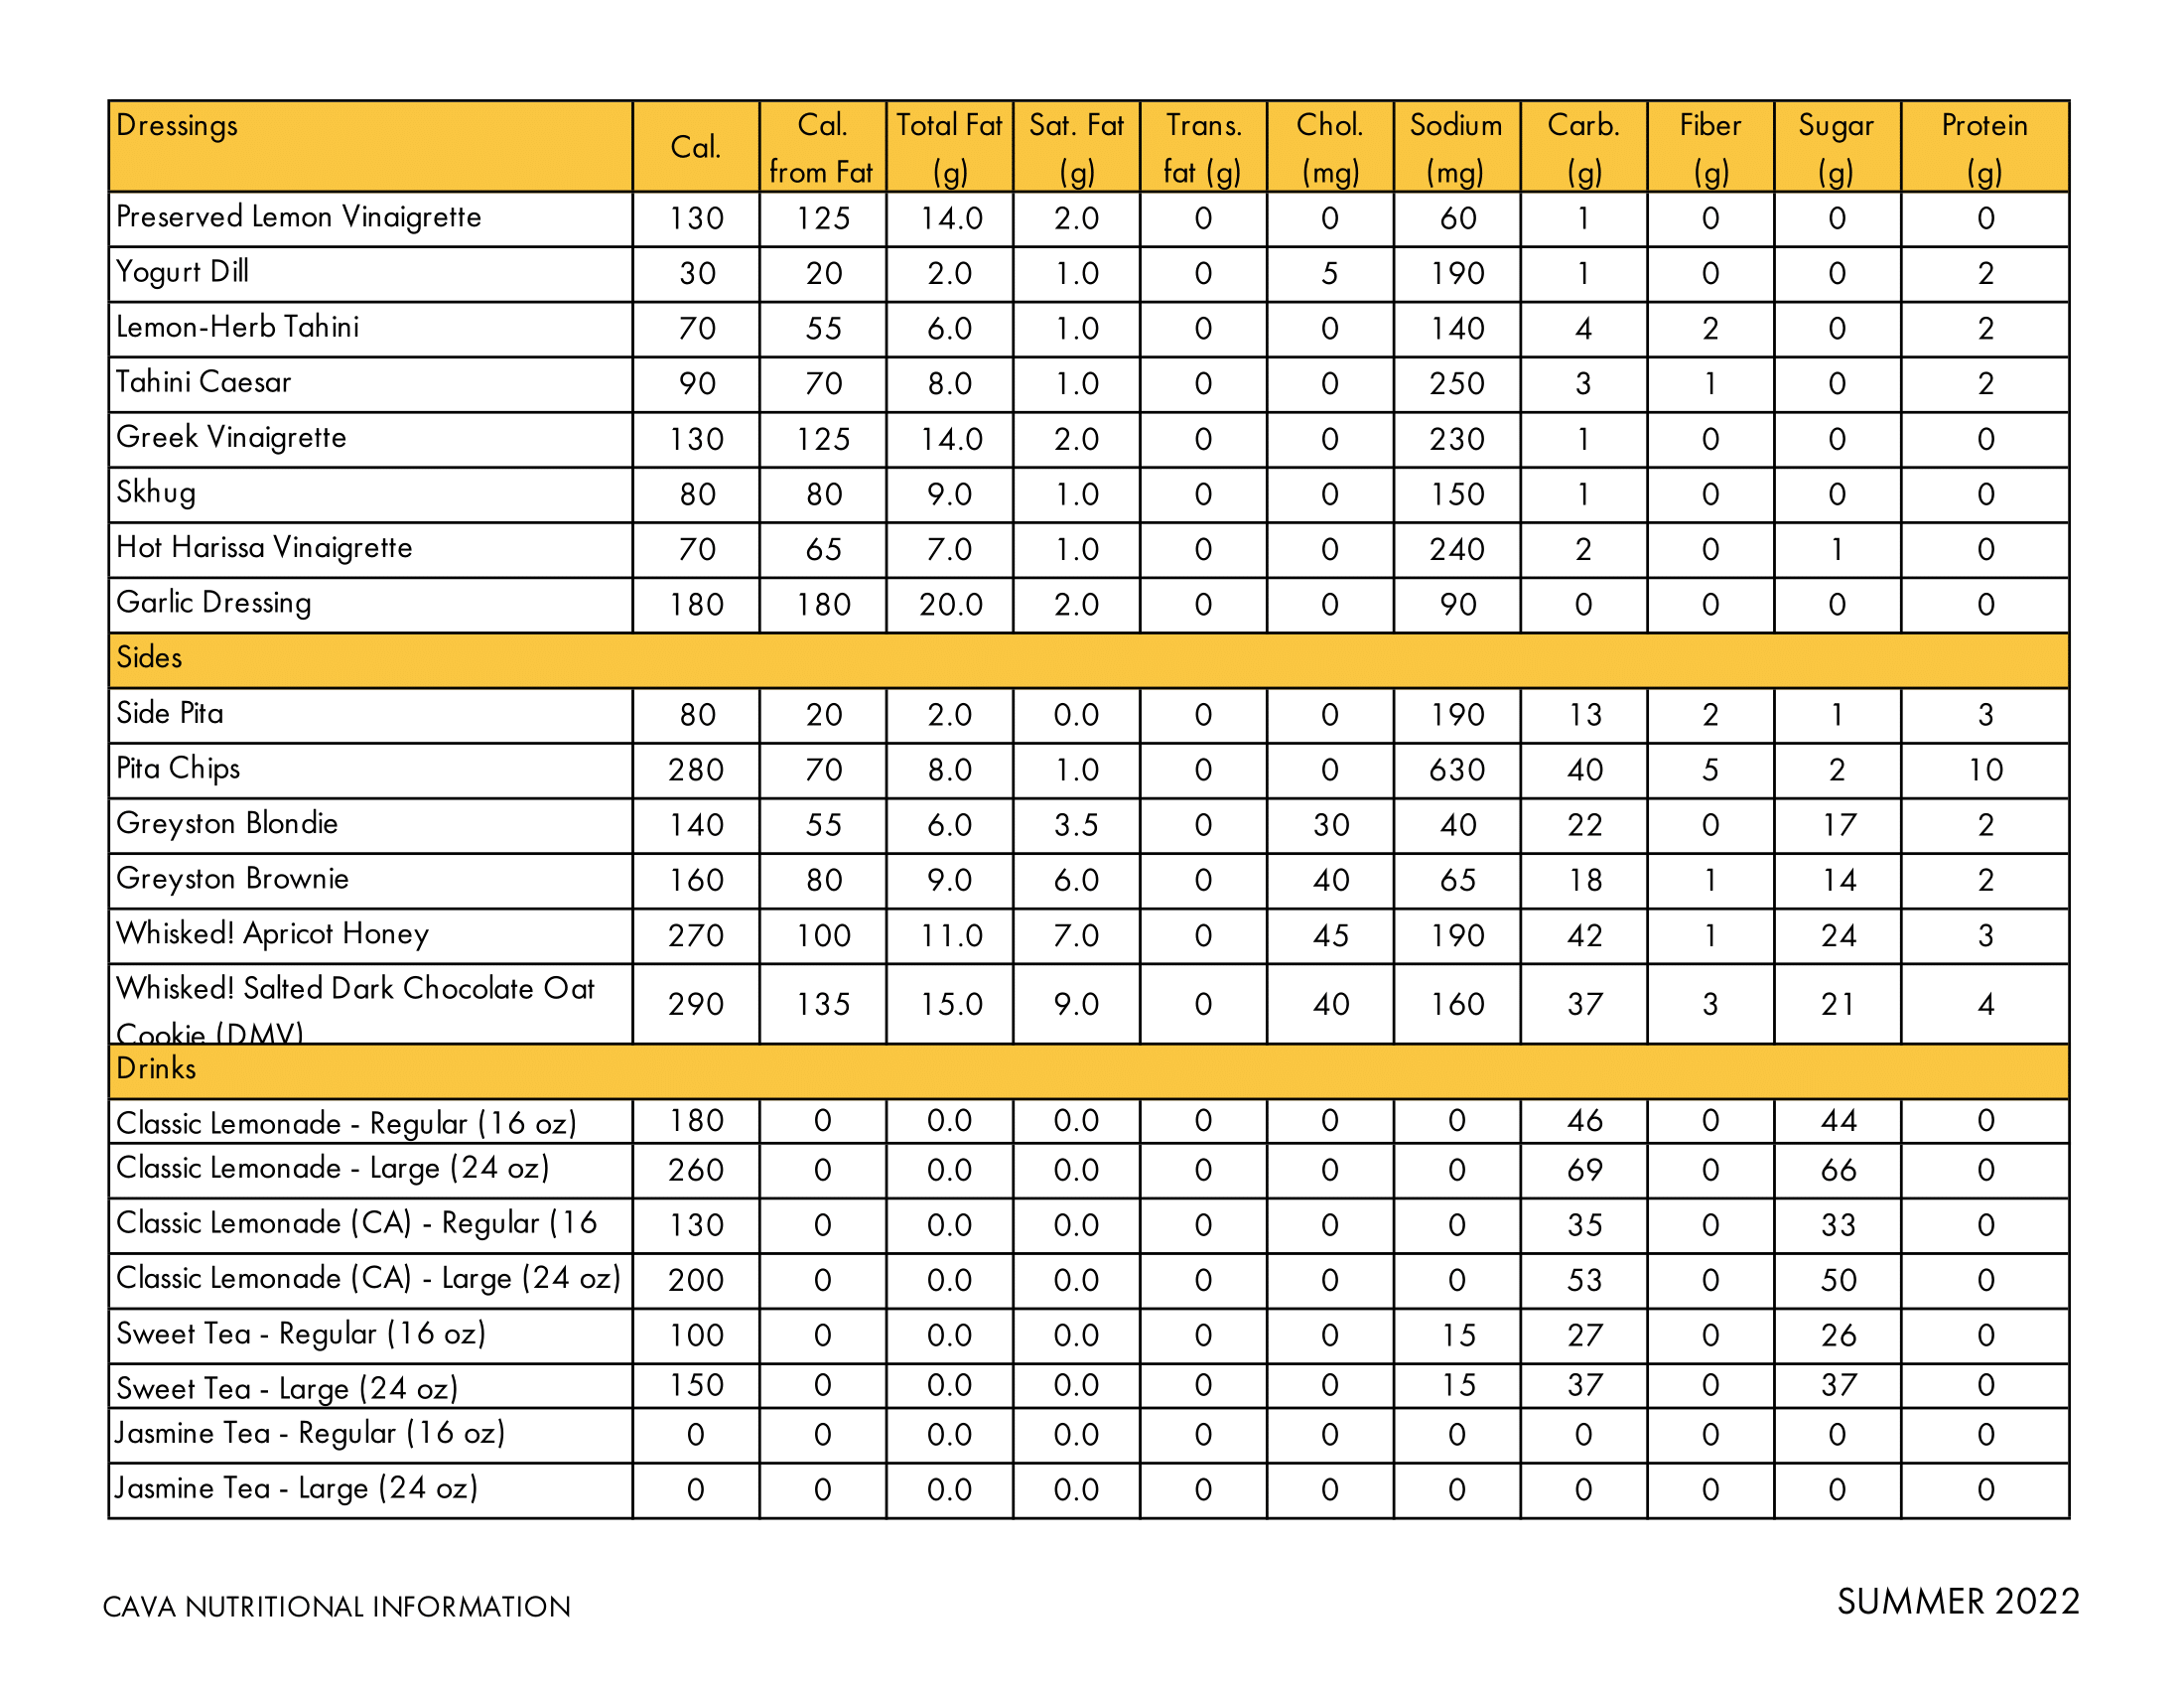 Dressings Cal. Cal. from Fat Total Fat (g) Sat. Fat (g) Trans. fat (g) Chol. (mg) Sodium (mg) Carb. (g) Fiber (g) Sugar (g) Protein (g)
Preserved Lemon Vinaigrette 130 125 14.0 2.0 0 0 60 1 0 0 0
Yogurt Dill 30 20 2.0 1.0 0 5 190 1 0 0 2
Lemon-Herb Tahini 70 55 6.0 1.0 0 0 140 4 2 0 2
Tahini Caesar 90 70 8.0 1.0 0 0 250 3 1 0 2
Greek Vinaigrette 130 125 14.0 2.0 0 0 230 1 0 0 0
Skhug 80 80 9.0 1.0 0 0 150 1 0 0 0
Hot Harissa Vinaigrette 70 65 7.0 1.0 0 0 240 2 0 1 0
Garlic Dressing 180 180 20.0 2.0 0 0 90 0 0 0 0
Sides
Side Pita 80 20 2.0 0.0 0 0 190 13 2 1 3
Pita Chips 280 70 8.0 1.0 0 0 630 40 5 2 10
Greyston Blondie 140 55 6.0 3.5 0 30 40 22 0 17 2
Greyston Brownie 160 80 9.0 6.0 0 40 65 18 1 14 2
Whisked! Apricot Honey 270 100 11.0 7.0 0 45 190 42 1 24 3
Whisked! Salted Dark Chocolate Oat Cookie (DMV) 290 135 15.0 9.0 0 40 160 37 3 21 4
Drinks
Classic Lemonade - Regular (16 oz) 180 0 0.0 0.0 0 0 0 46 0 44 0
Classic Lemonade - Large (24 oz) 260 0 0.0 0.0 0 0 0 69 0 66 0
Classic Lemonade (CA) - Regular (16 130 0 0.0 0.0 0 0 0 35 0 33 0
Classic Lemonade (CA) - Large (24 oz) 200 0 0.0 0.0 0 0 0 53 0 50 0
Sweet Tea - Regular (16 oz) 100 0 0.0 0.0 0 0 15 27 0 26 0
Sweet Tea - Large (24 oz) 150 0 0.0 0.0 0 0 15 37 0 37 0
Jasmine Tea - Regular (16 oz) 0 0 0.0 0.0 0 0 0 0 0 0 0
Jasmine Tea - Large (24 oz) 0 0 0.0 0.0 0 0 0 0 0 0 0
CAVA NUTRITIONAL INFORMATION
SUMMER 2022